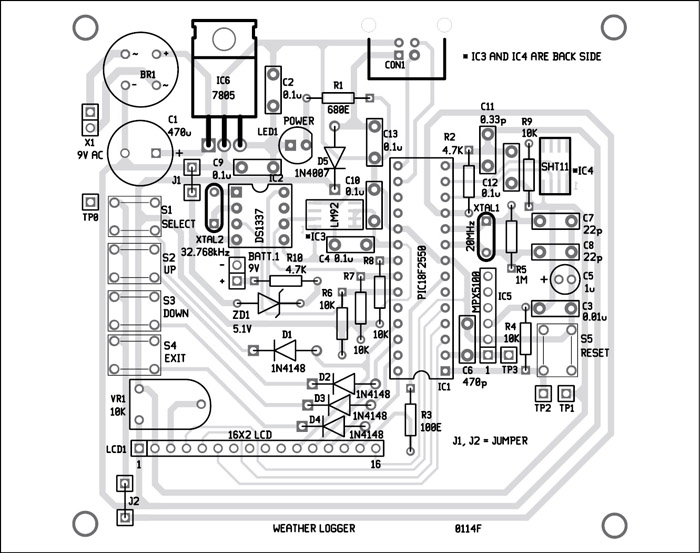 IC3 AND IC4 ARE BACK SIDE
CON1
~ +
BR1
- ~
IC6
7805
C2
0.1u
R1
680E
X1
9V AC
C1
470u
+
LED1
POWER
D5
1N4007
C13
0.1u
R2
4.7K
C11
0.33p
R9
10K
SHT11
IC4
C12
0.1u
J1
C9
0.1u
IC2
C10
0.1u
LM92
IC3
C4 0.1u
TP0
S1
SELECT
XTAL2
32.768kHz
DS1337
PIC18F2550
XTAL1
20MHz
C7
22p
C8
22p
S2
UP
BATT.1
- 9V
+
R10
4.7K
R8
R7
R6
R5
1M
C5
1u
+
S3
DOWN
ZD1
5.1V
10K
10K
10K
MPX5100
IC5
C3
0.01u
R4
10K
S5
RESET
S4
EXIT
D1
1N4148
IC1
C6
470p
1
TP3
TP2
TP1
VR1
10K
D2
1N4148
D3
1N4148
D4
1N4148
R3
100E
LCD1
16X2 LCD
1
16
J1, J2 = JUMPER
J2
WEATHER LOGGER
0114F